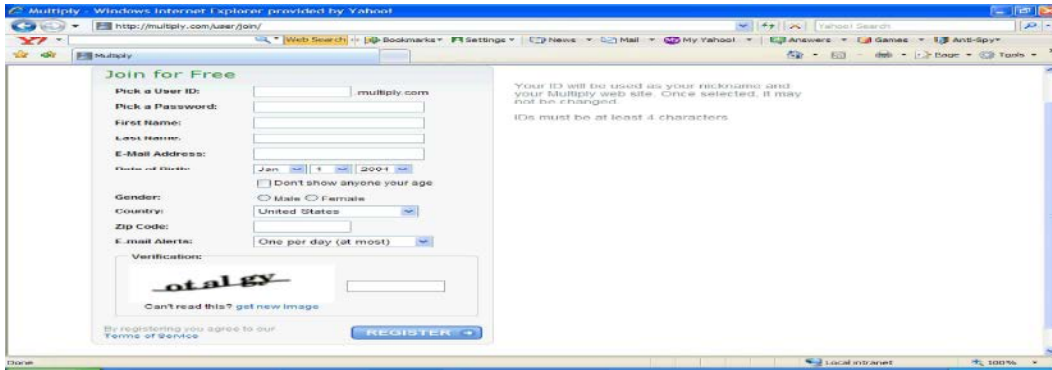 Multiply - Windows Internet Explorer provided by Yahoo!
http://multiply.com/user/join/
Yahoo! Search
Web Search Bookmarks Settings News Mail My Yahoo! Answers Games Anti-Spy
Multiply
Page Tools
Join for Free
Pick a User ID: .multiply.com
Your ID will be used as your nickname and
your Multiply web site. Once selected, it may
not be changed.
IDs must be at least 4 characters
Pick a Password:
First Name:
Last Name:
E-Mail Address:
Date of Birth: Jan 1 2004
Don't show anyone your age
Gender: Male Female
Country: United States
Zip Code:
E-mail Alerts: One per day (at most)
Verification:
otalgy
Can't read this? get new image
By registering you agree to our
Terms of Service
REGISTER
Done Local intranet 100%